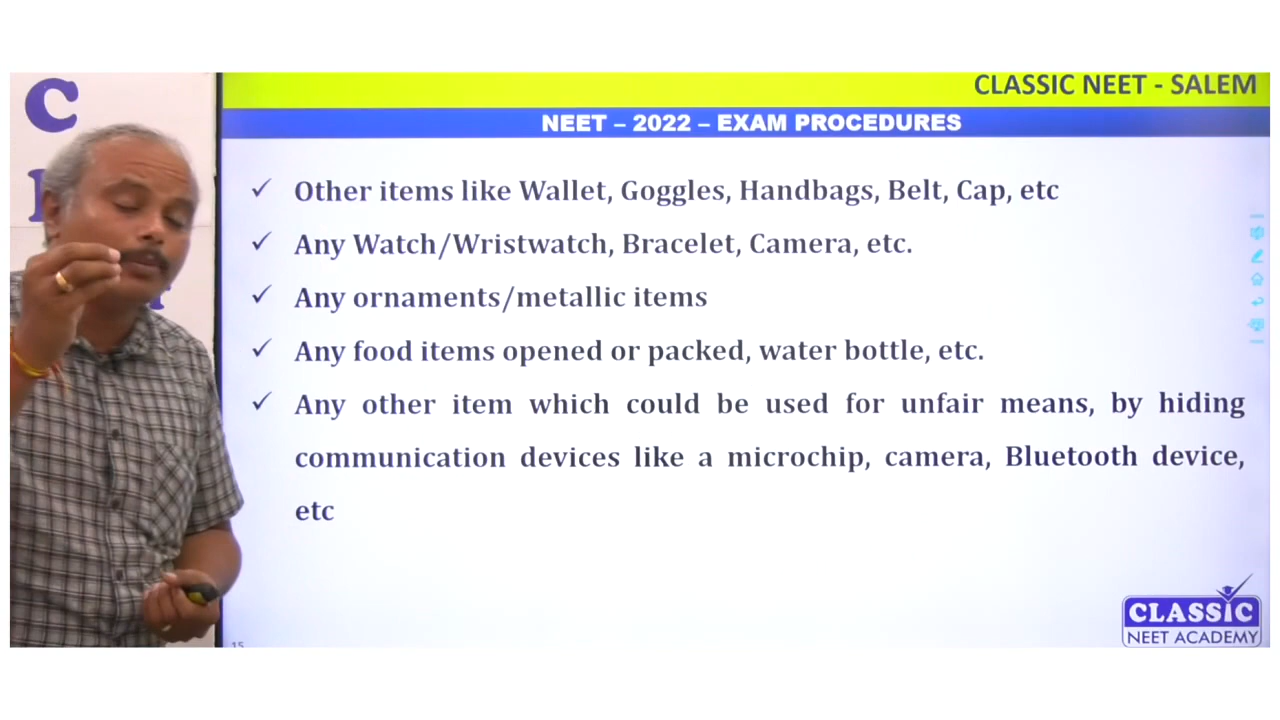 C
CLASSIC NEET - SALEM
NEET – 2022 – EXAM PROCEDURES
✓ Other items like Wallet, Goggles, Handbags, Belt, Cap, etc
✓ Any Watch/Wristwatch, Bracelet, Camera, etc.
✓ Any ornaments/metallic items
✓ Any food items opened or packed, water bottle, etc.
✓ Any other item which could be used for unfair means, by hiding
communication devices like a microchip, camera, Bluetooth device,
etc
15
CLASSIC
NEET ACADEMY